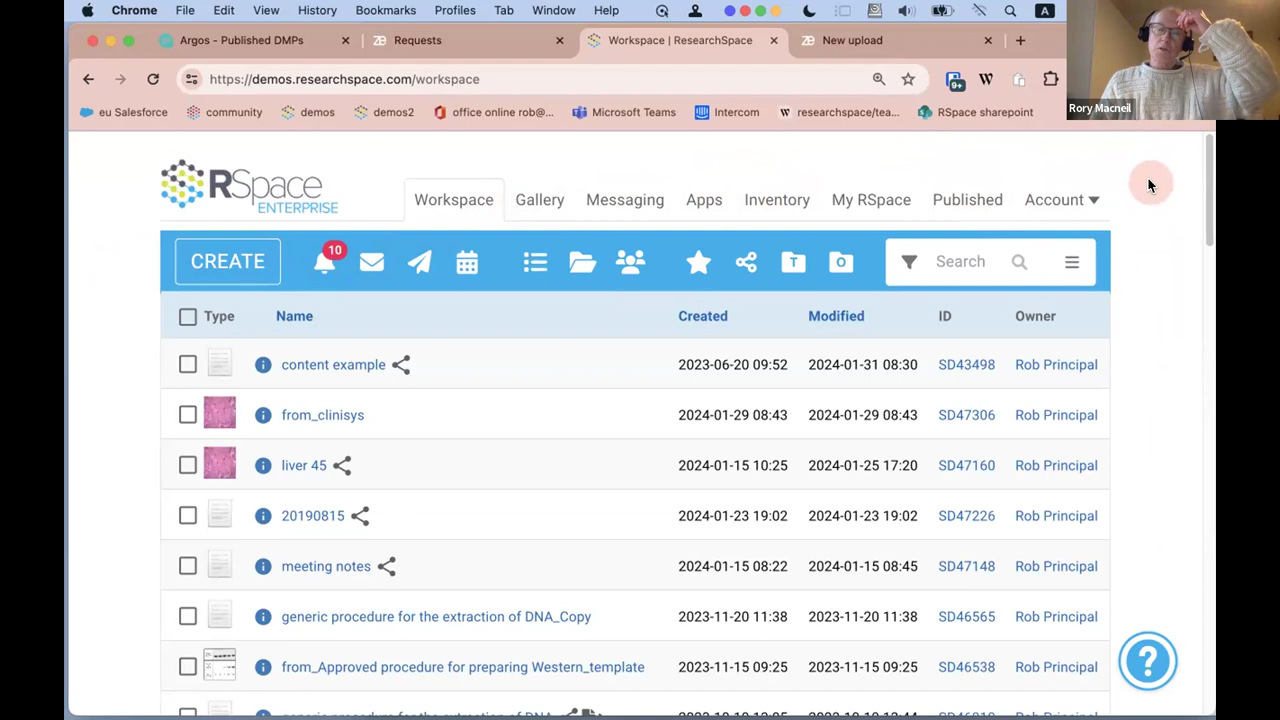 Chrome File Edit View History Bookmarks Profiles Tab Window Help A
Argos - Published DMPs × ZE Requests × Workspace | ResearchSpace × ZE New upload × +
https://demos.researchspace.com/workspace 9+ W
eu Salesforce community demos demos2 office online rob@... Microsoft Teams Intercom W researchspace/tea... RSpace sharepoint
Rory Macneil
RSpace
ENTERPRISE
Workspace Gallery Messaging Apps Inventory My RSpace Published Account
CREATE 10 T O Search
Type Name Created Modified ID Owner
content example 2023-06-20 09:52 2024-01-31 08:30 SD43498 Rob Principal
from_clinisys 2024-01-29 08:43 2024-01-29 08:43 SD47306 Rob Principal
liver 45 2024-01-15 10:25 2024-01-25 17:20 SD47160 Rob Principal
20190815 2024-01-23 19:02 2024-01-23 19:02 SD47226 Rob Principal
meeting notes 2024-01-15 08:22 2024-01-15 08:45 SD47148 Rob Principal
generic procedure for the extraction of DNA_Copy 2023-11-20 11:38 2023-11-20 11:38 SD46565 Rob Principal
from_Approved procedure for preparing Western_template 2023-11-15 09:25 2023-11-15 09:25 SD46538 Rob Principal
?